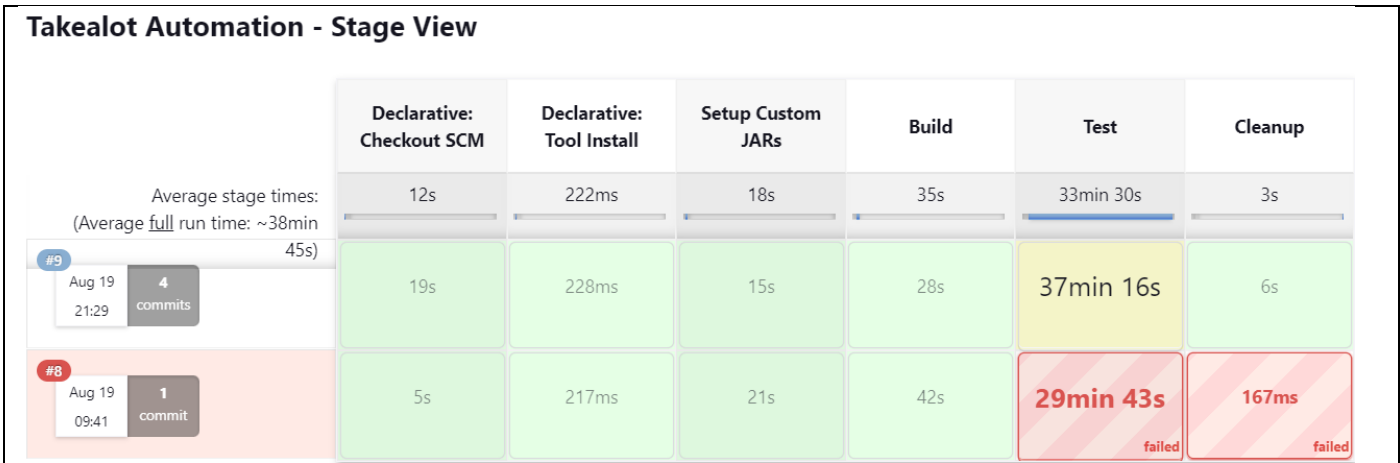 Takealot Automation - Stage View
Declarative:
Checkout SCM
Declarative:
Tool Install
Setup Custom
JARs
Build
Test
Cleanup
Average stage times:
(Average full run time: ~38min
45s)
12s
222ms
18s
35s
33min 30s
3s
#9
Aug 19
21:29
4
commits
19s
228ms
15s
28s
37min 16s
6s
#8
Aug 19
09:41
1
commit
5s
217ms
21s
42s
29min 43s
failed
167ms
failed